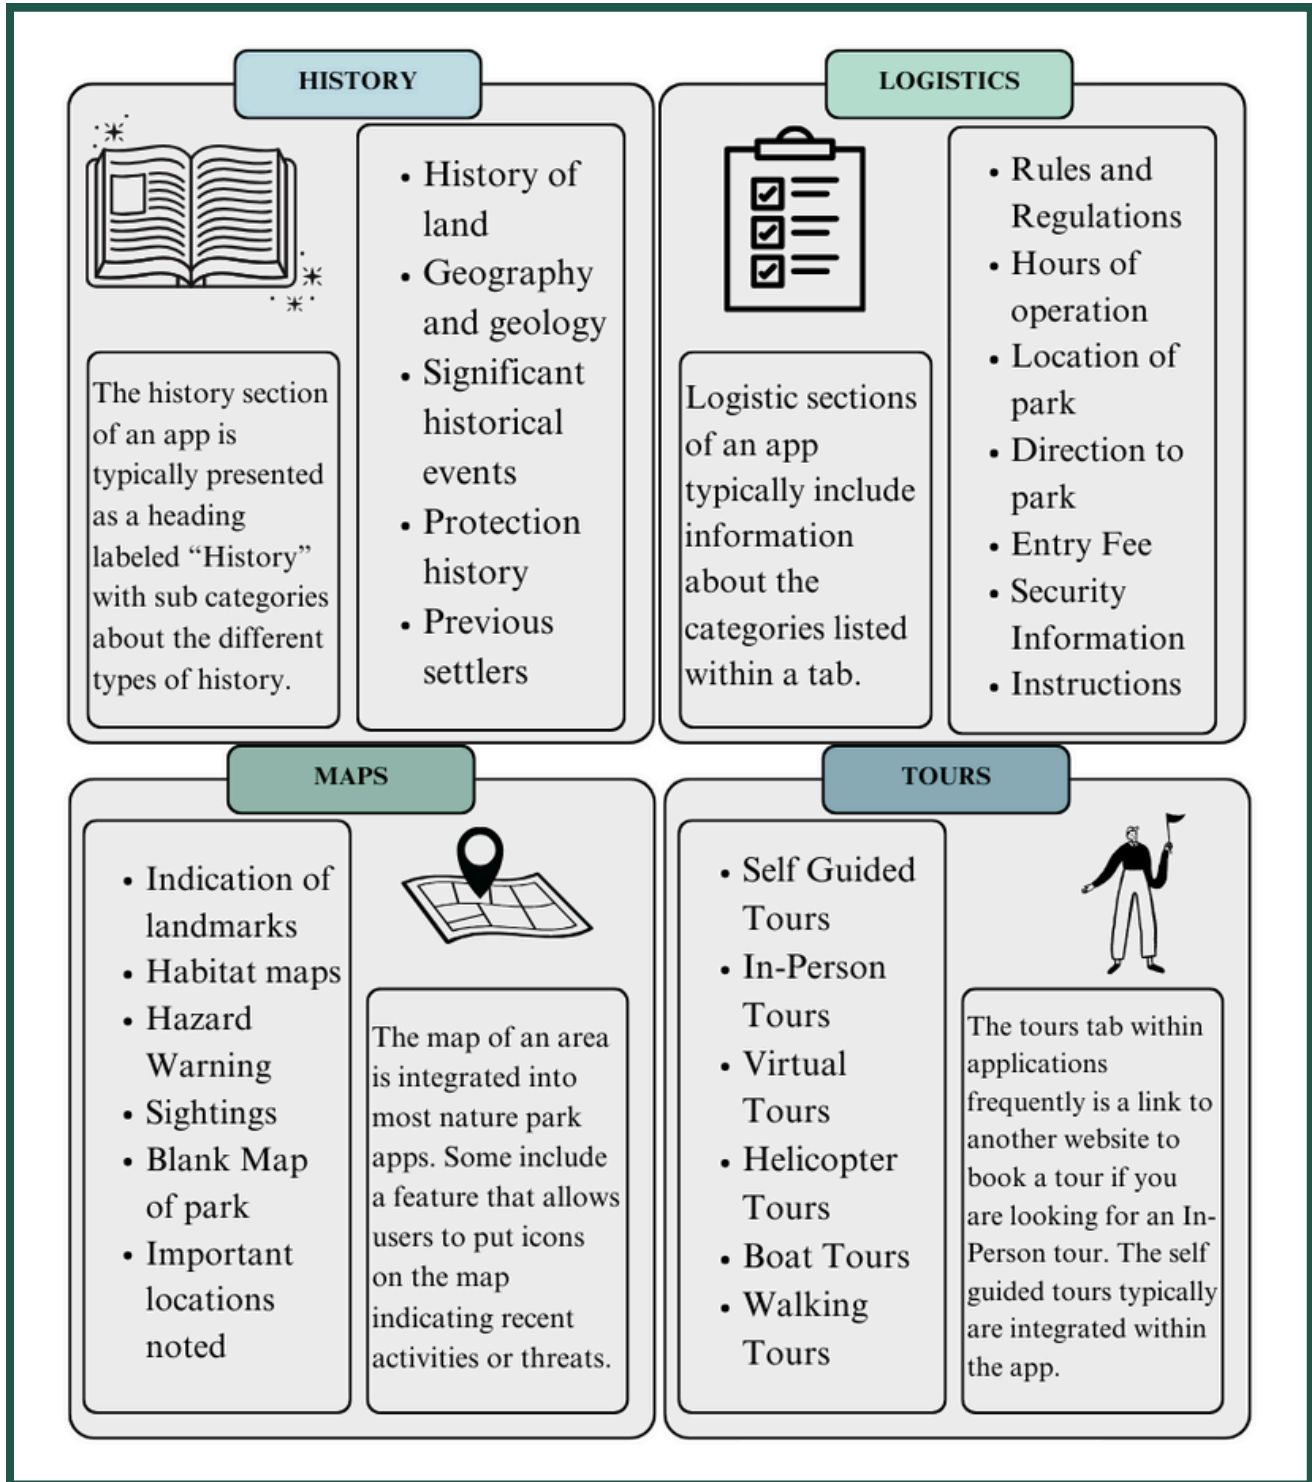 HISTORY
The history section
of an app is
typically presented
as a heading
labeled “History”
with sub categories
about the different
types of history.
• History of
land
• Geography
and geology
• Significant
historical
events
• Protection
history
• Previous
settlers
LOGISTICS
Logistic sections
of an app
typically include
information
about the
categories listed
within a tab.
• Rules and
Regulations
• Hours of
operation
• Location of
park
• Direction to
park
• Entry Fee
• Security
Information
• Instructions
MAPS
• Indication of
landmarks
• Habitat maps
• Hazard
Warning
• Sightings
• Blank Map
of park
• Important
locations
noted
The map of an area
is integrated into
most nature park
apps. Some include
a feature that allows
users to put icons
on the map
indicating recent
activities or threats.
TOURS
• Self Guided
Tours
• In-Person
Tours
• Virtual
Tours
• Helicopter
Tours
• Boat Tours
• Walking
Tours
The tours tab within
applications
frequently is a link to
another website to
book a tour if you
are looking for an In-
Person tour. The self
guided tours typically
are integrated within
the app.